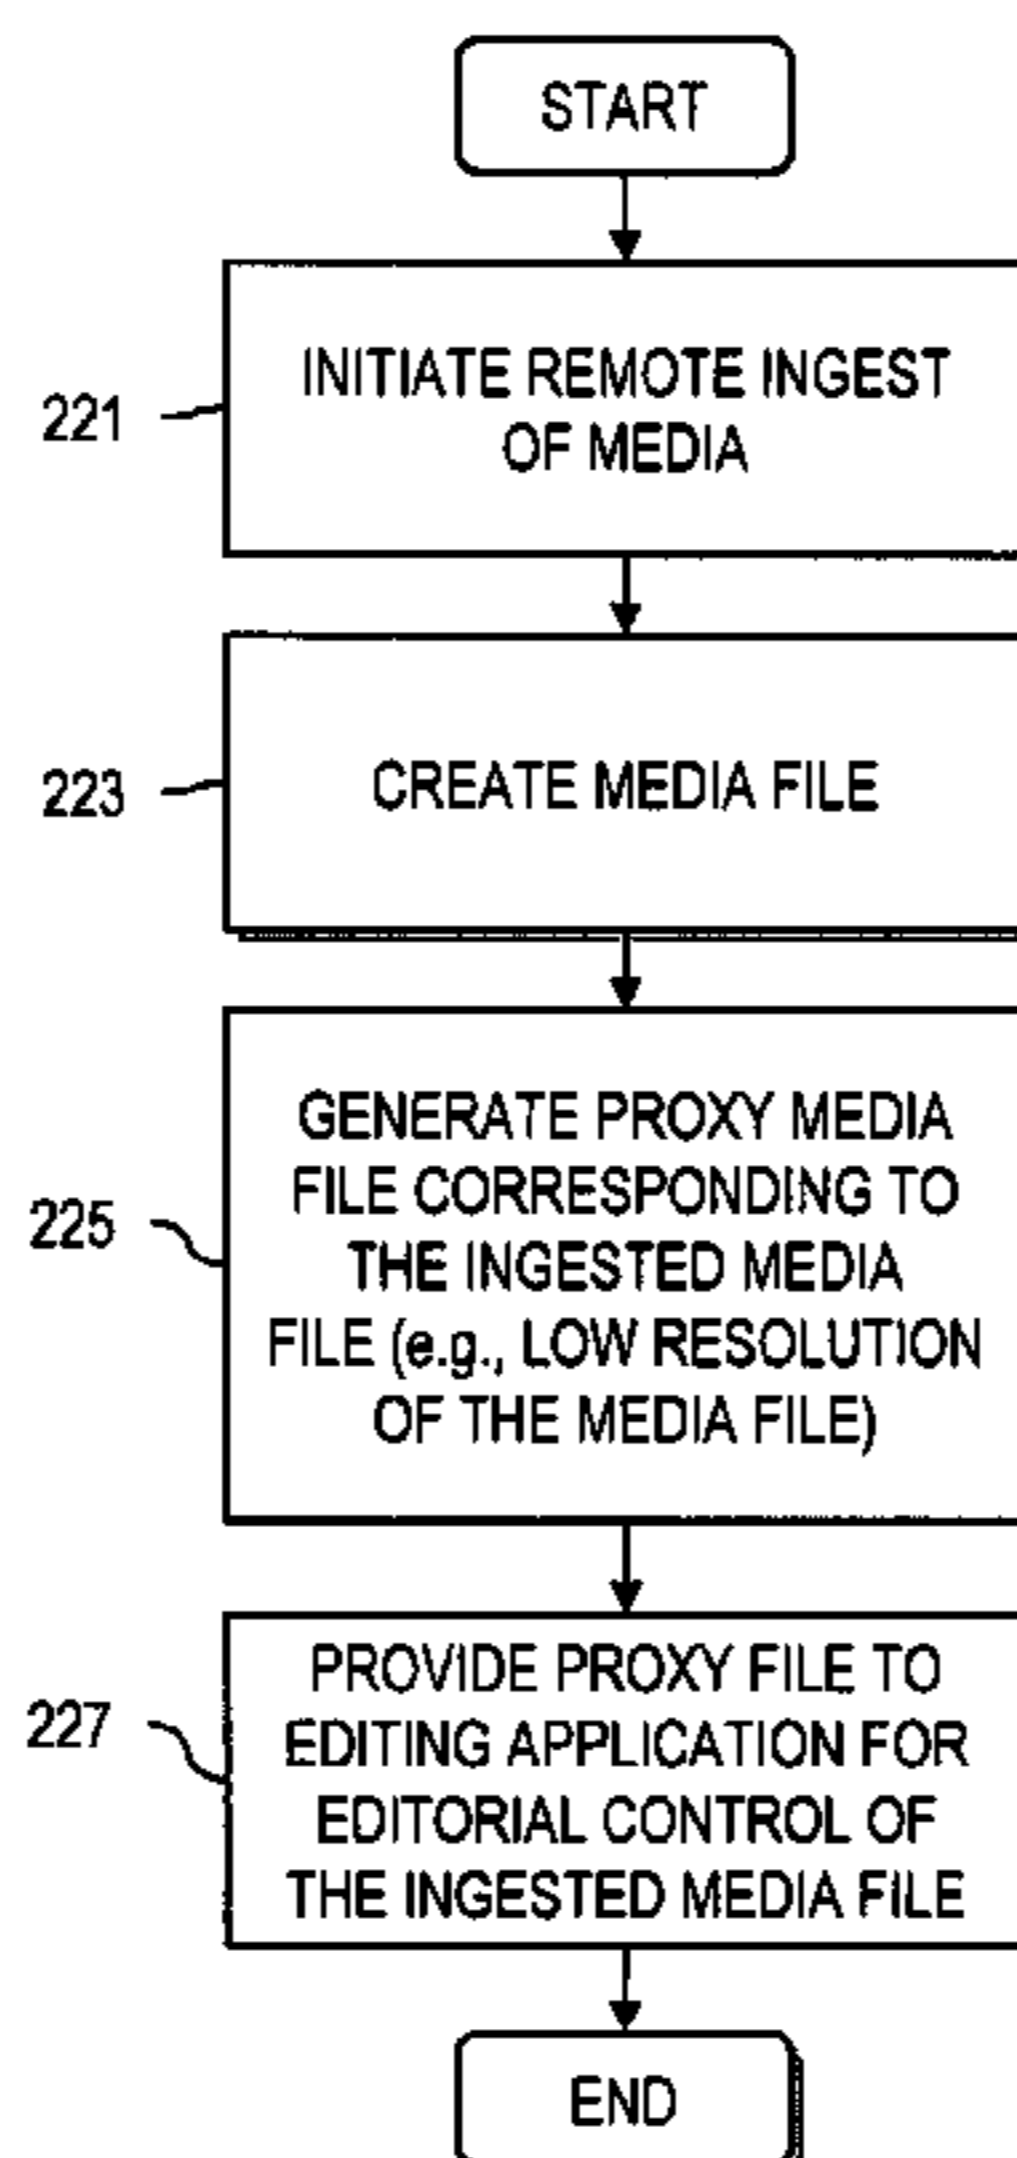 START
221
INITIATE REMOTE INGEST
OF MEDIA
223
CREATE MEDIA FILE
225
GENERATE PROXY MEDIA
FILE CORRESPONDING TO
THE INGESTED MEDIA
FILE (e.g., LOW RESOLUTION
OF THE MEDIA FILE)
227
PROVIDE PROXY FILE TO
EDITING APPLICATION FOR
EDITORIAL CONTROL OF
THE INGESTED MEDIA FILE
END